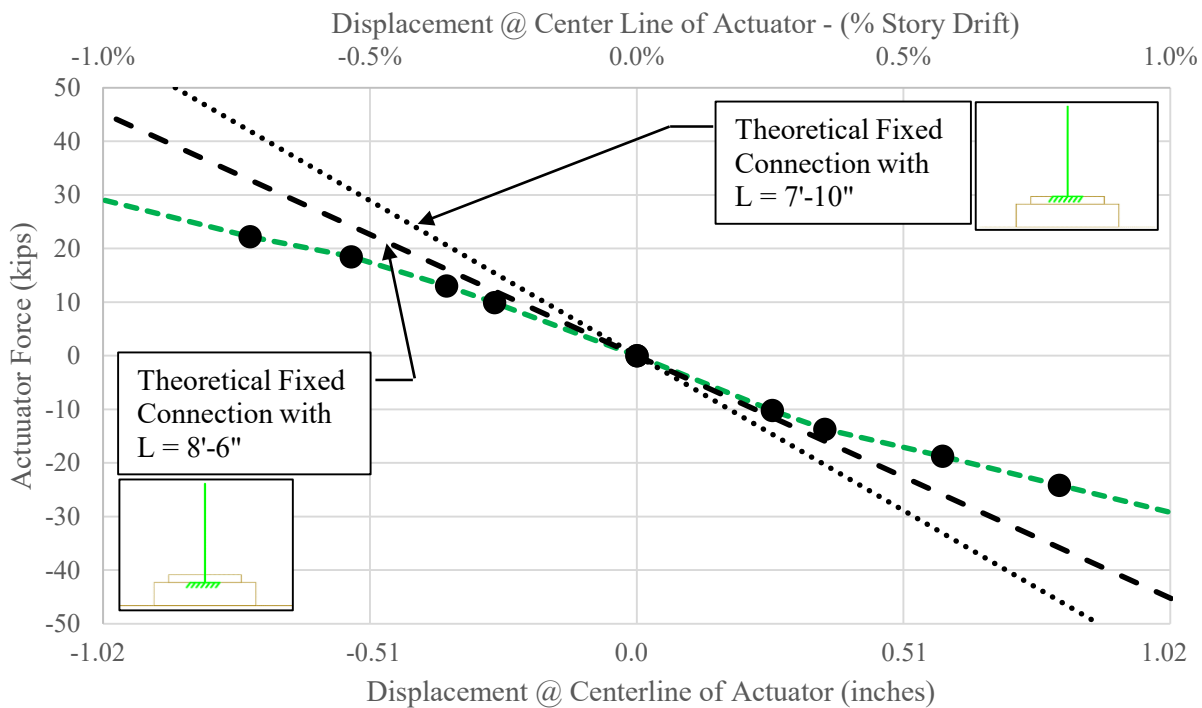 Displacement @ Center Line of Actuator - (% Story Drift)
-1.0% -0.5% 0.0% 0.5% 1.0%
50
40
30
20
10
0
-10
-20
-30
-40
-50
Actuuator Force (kips)
Theoretical Fixed
Connection with
L = 7'-10"
Theoretical Fixed
Connection with
L = 8'-6"
-1.02 -0.51 0.0 0.51 1.02
Displacement @ Centerline of Actuator (inches)